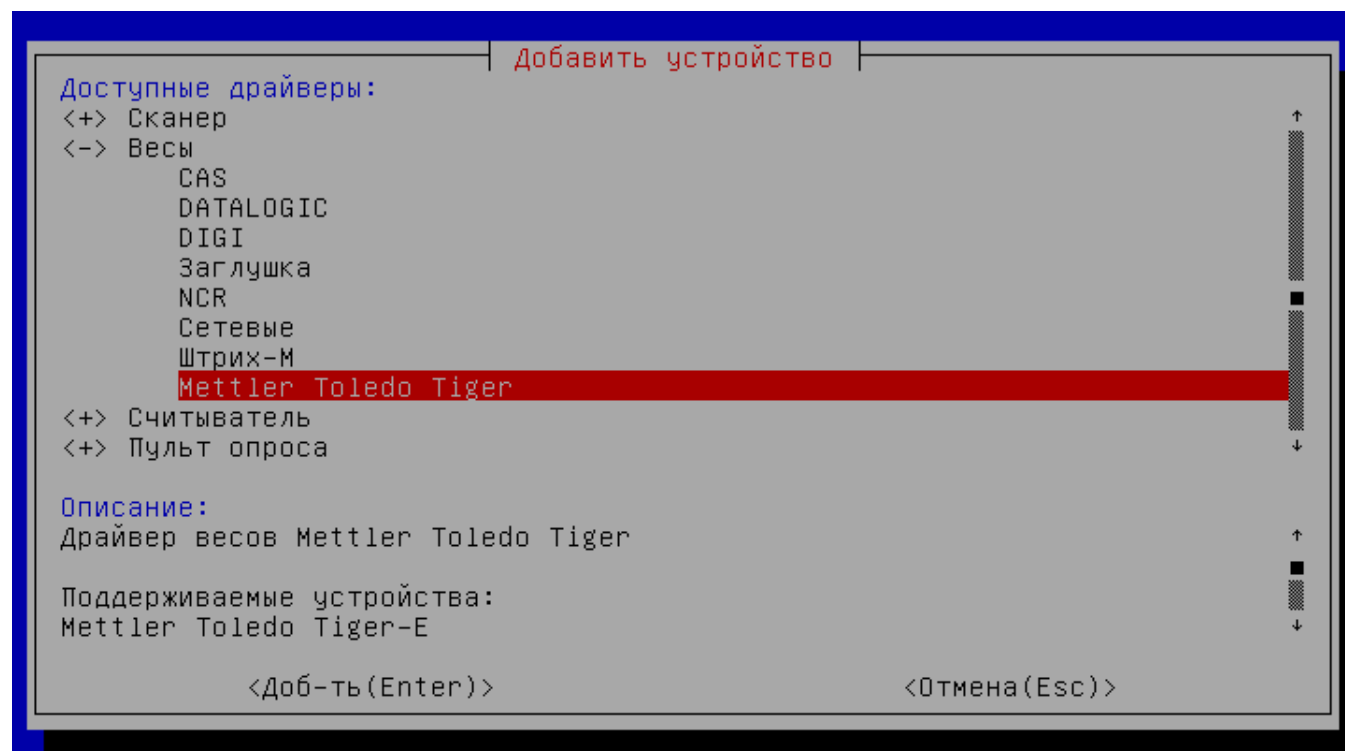 Добавить устройство
Доступные драйверы:
<+> Сканер
<-> Весы
CAS
DATALOGIC
DIGI
Заглушка
NCR
Сетевые
Штрих-М
Mettler Toledo Tiger
<+> Считыватель
<+> Пульт опроса
Описание:
Драйвер весов Mettler Toledo Tiger
Поддерживаемые устройства:
Mettler Toledo Tiger-E
<Доб-ть(Enter)> <Отмена(Esc)>